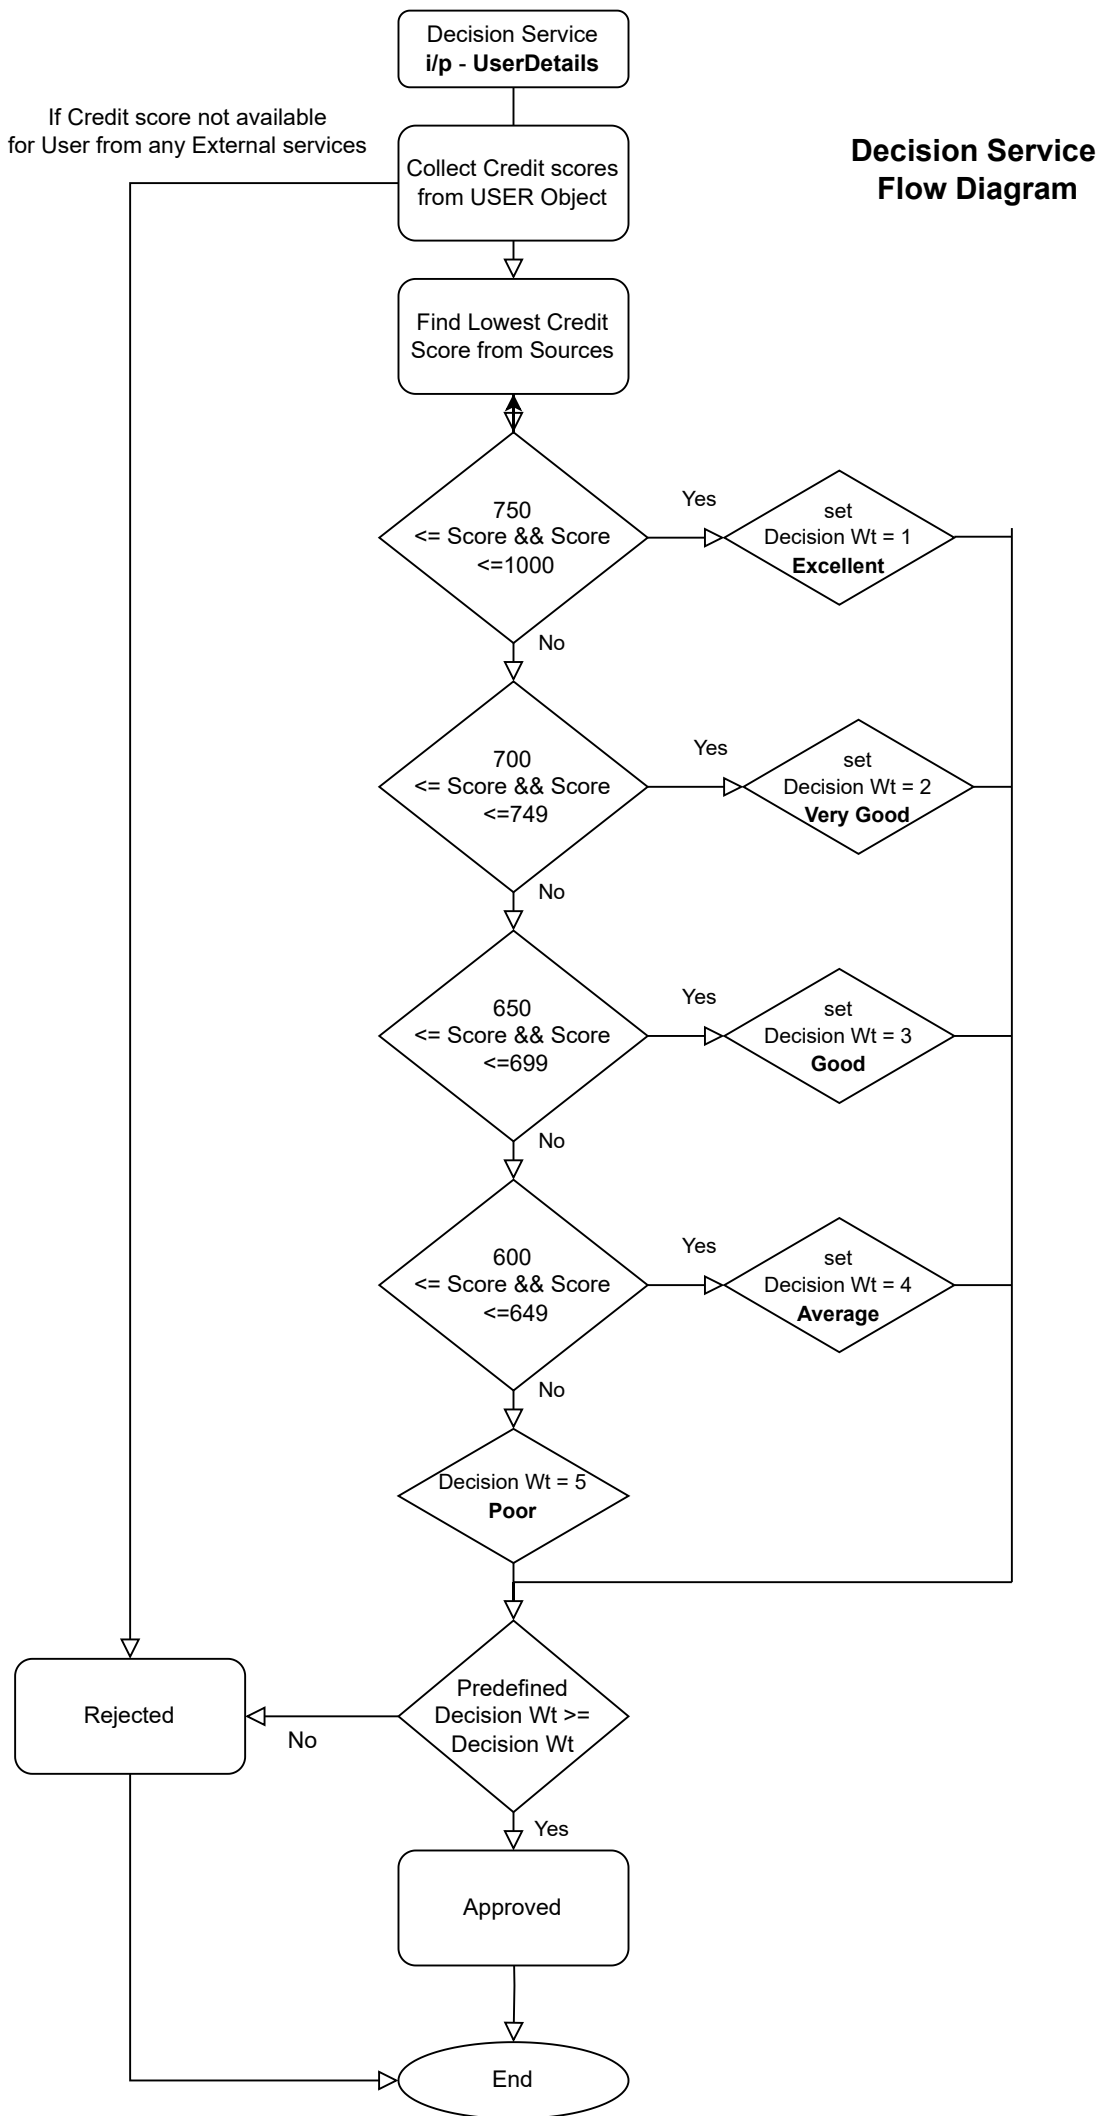 Decision Service
i/p - UserDetails
If Credit score not available
for User from any External services
Decision Service
Flow Diagram
Collect Credit scores
from USER Object
Find Lowest Credit
Score from Sources
750
<= Score && Score
<=1000
Yes
set
Decision Wt = 1
Excellent
No
700
<= Score && Score
<=749
Yes
set
Decision Wt = 2
Very Good
No
650
<= Score && Score
<=699
Yes
set
Decision Wt = 3
Good
No
600
<= Score && Score
<=649
Yes
set
Decision Wt = 4
Average
No
Decision Wt = 5
Poor
Predefined
Decision Wt >=
Decision Wt
No
Rejected
Yes
Approved
End